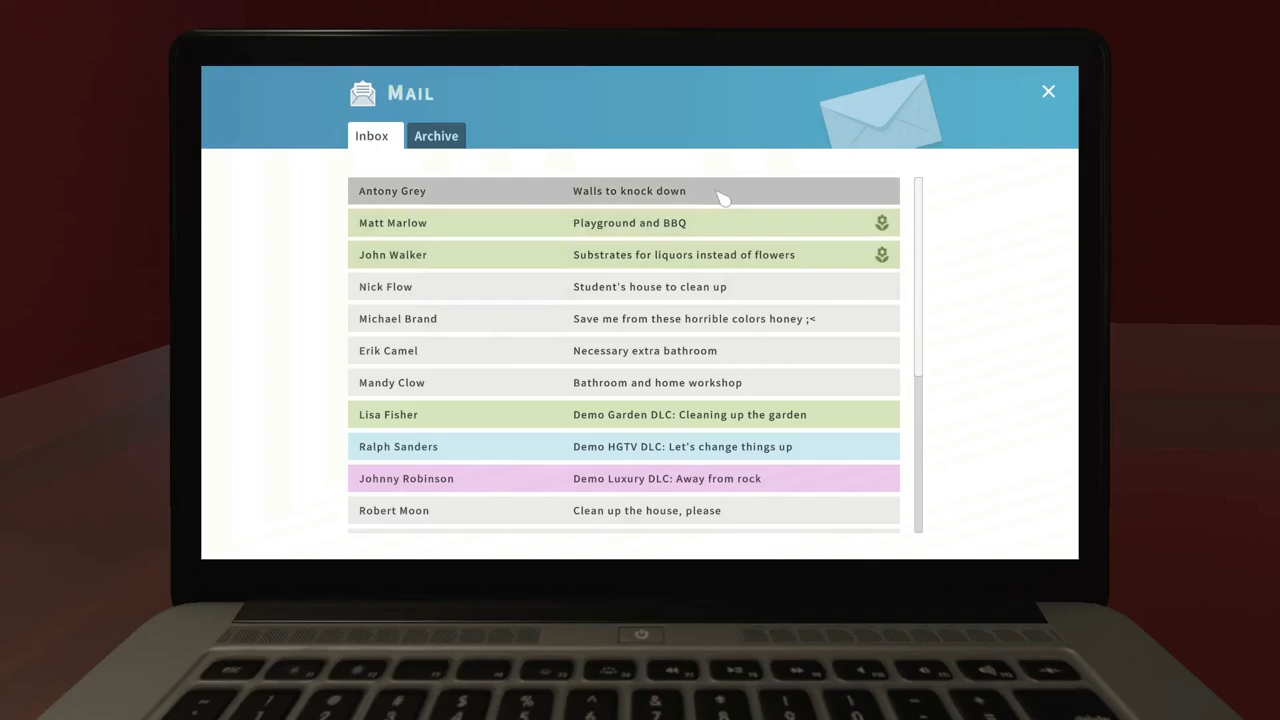 Mail
Inbox Archive
Antony Grey Walls to knock down
Matt Marlow Playground and BBQ
John Walker Substrates for liquors instead of flowers
Nick Flow Student's house to clean up
Michael Brand Save me from these horrible colors honey ;<
Erik Camel Necessary extra bathroom
Mandy Clow Bathroom and home workshop
Lisa Fisher Demo Garden DLC: Cleaning up the garden
Ralph Sanders Demo HGTV DLC: Let's change things up
Johnny Robinson Demo Luxury DLC: Away from rock
Robert Moon Clean up the house, please
esc